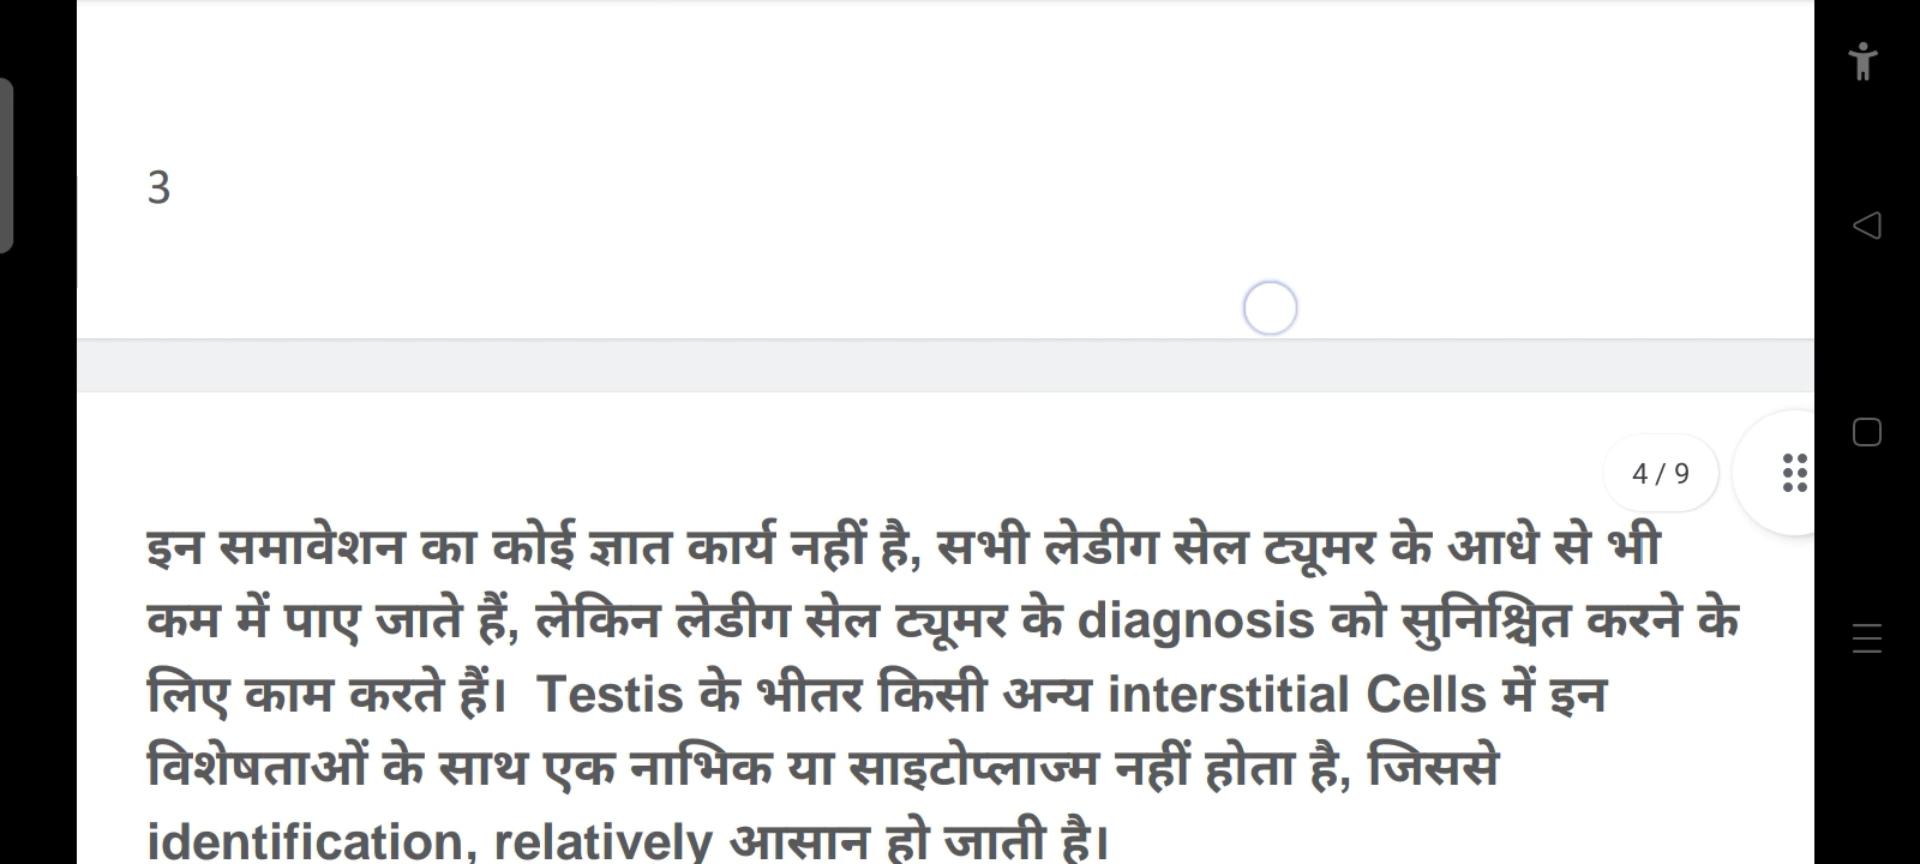 3
4 / 9
इन समावेशन का कोई ज्ञात कार्य नहीं है, सभी लेडीग सेल ट्यूमर के आधे से भी
कम में पाए जाते हैं, लेकिन लेडीग सेल ट्यूमर के diagnosis को सुनिश्चित करने के
लिए काम करते हैं। Testis के भीतर किसी अन्य interstitial Cells में इन
विशेषताओं के साथ एक नाभिक या साइटोप्लाज्म नहीं होता है, जिससे
identification, relatively आसान हो जाती है।